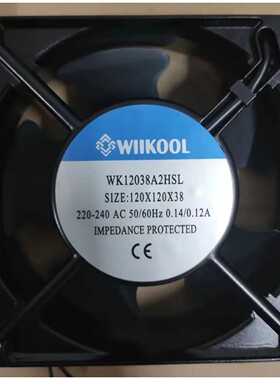 WIIKOOL
WK12038A2HSL
SIZE:120X120X38
220-240 AC 50/60Hz 0.14/0.12A
IMPEDANCE PROTECTED
CE